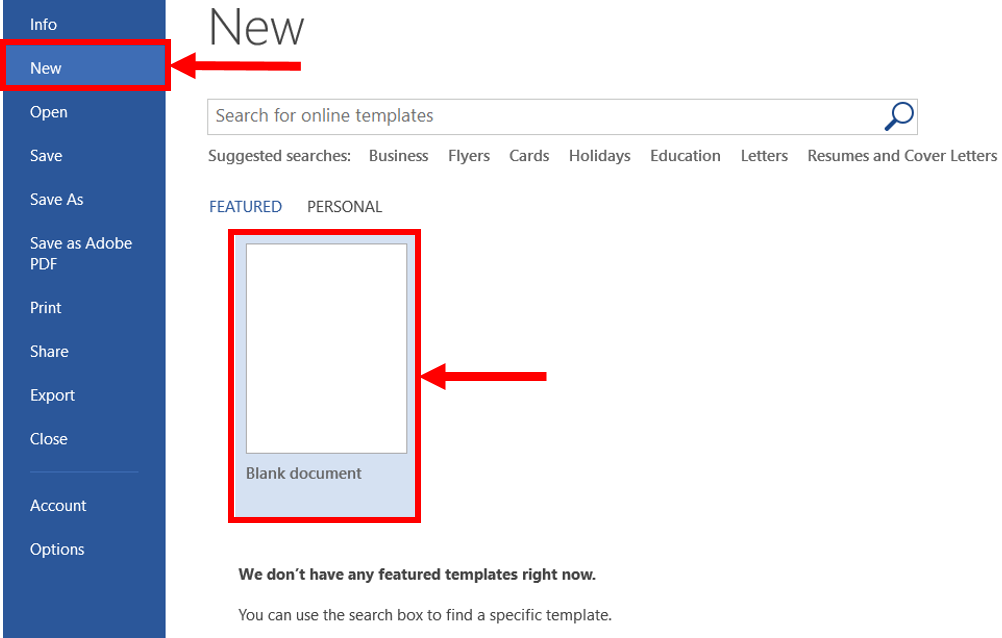 Info
New
Open
Save
Save As
Save as Adobe
PDF
Print
Share
Export
Close
Account
Options
New
Search for online templates
Suggested searches: Business Flyers Cards Holidays Education Letters Resumes and Cover Letters
FEATURED PERSONAL
Blank document
We don't have any featured templates right now.
You can use the search box to find a specific template.